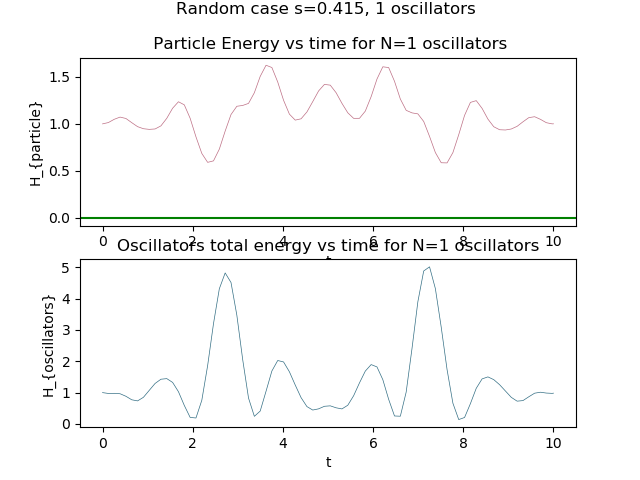 Random case s=0.415, 1 oscillators
Particle Energy vs time for N=1 oscillators
H_{particle}
1.5
1.0
0.5
0.0
0 2 4 6 8 10
t
Oscillators total energy vs time for N=1 oscillators
H_{oscillators}
5
4
3
2
1
0
0 2 4 6 8 10
t